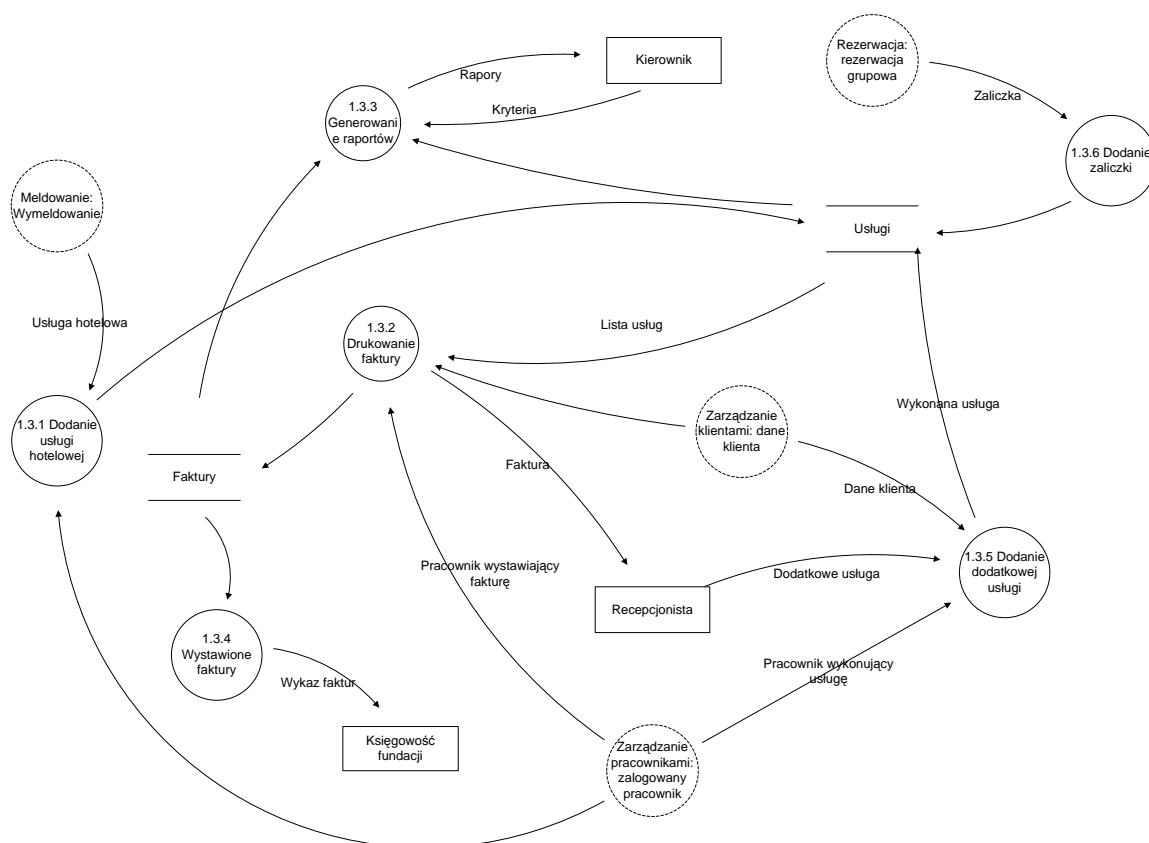 Rezerwacja:
rezerwacja
grupowa
Kierownik
Rapory
Zaliczka
1.3.3
Generowani
e raportów
Kryteria
1.3.6 Dodanie
zaliczki
Meldowanie:
Wymeldowanie
Usługi
Usługa hotelowa
1.3.2
Drukowanie
faktury
Lista usług
1.3.1 Dodanie
usługi
hotelowej
Zarządzanie
klientami: dane
klienta
Wykonana usługa
Faktury
Faktura
Dane klienta
Pracownik wystawiający
fakturę
Dodatkowe usługa
1.3.5 Dodanie
dodatkowej
usługi
Recepcjonista
1.3.4
Wystawione
faktury
Wykaz faktur
Pracownik wykonujący
usługę
Księgowość
fundacji
Zarządzanie
pracownikami:
zalogowany
pracownik